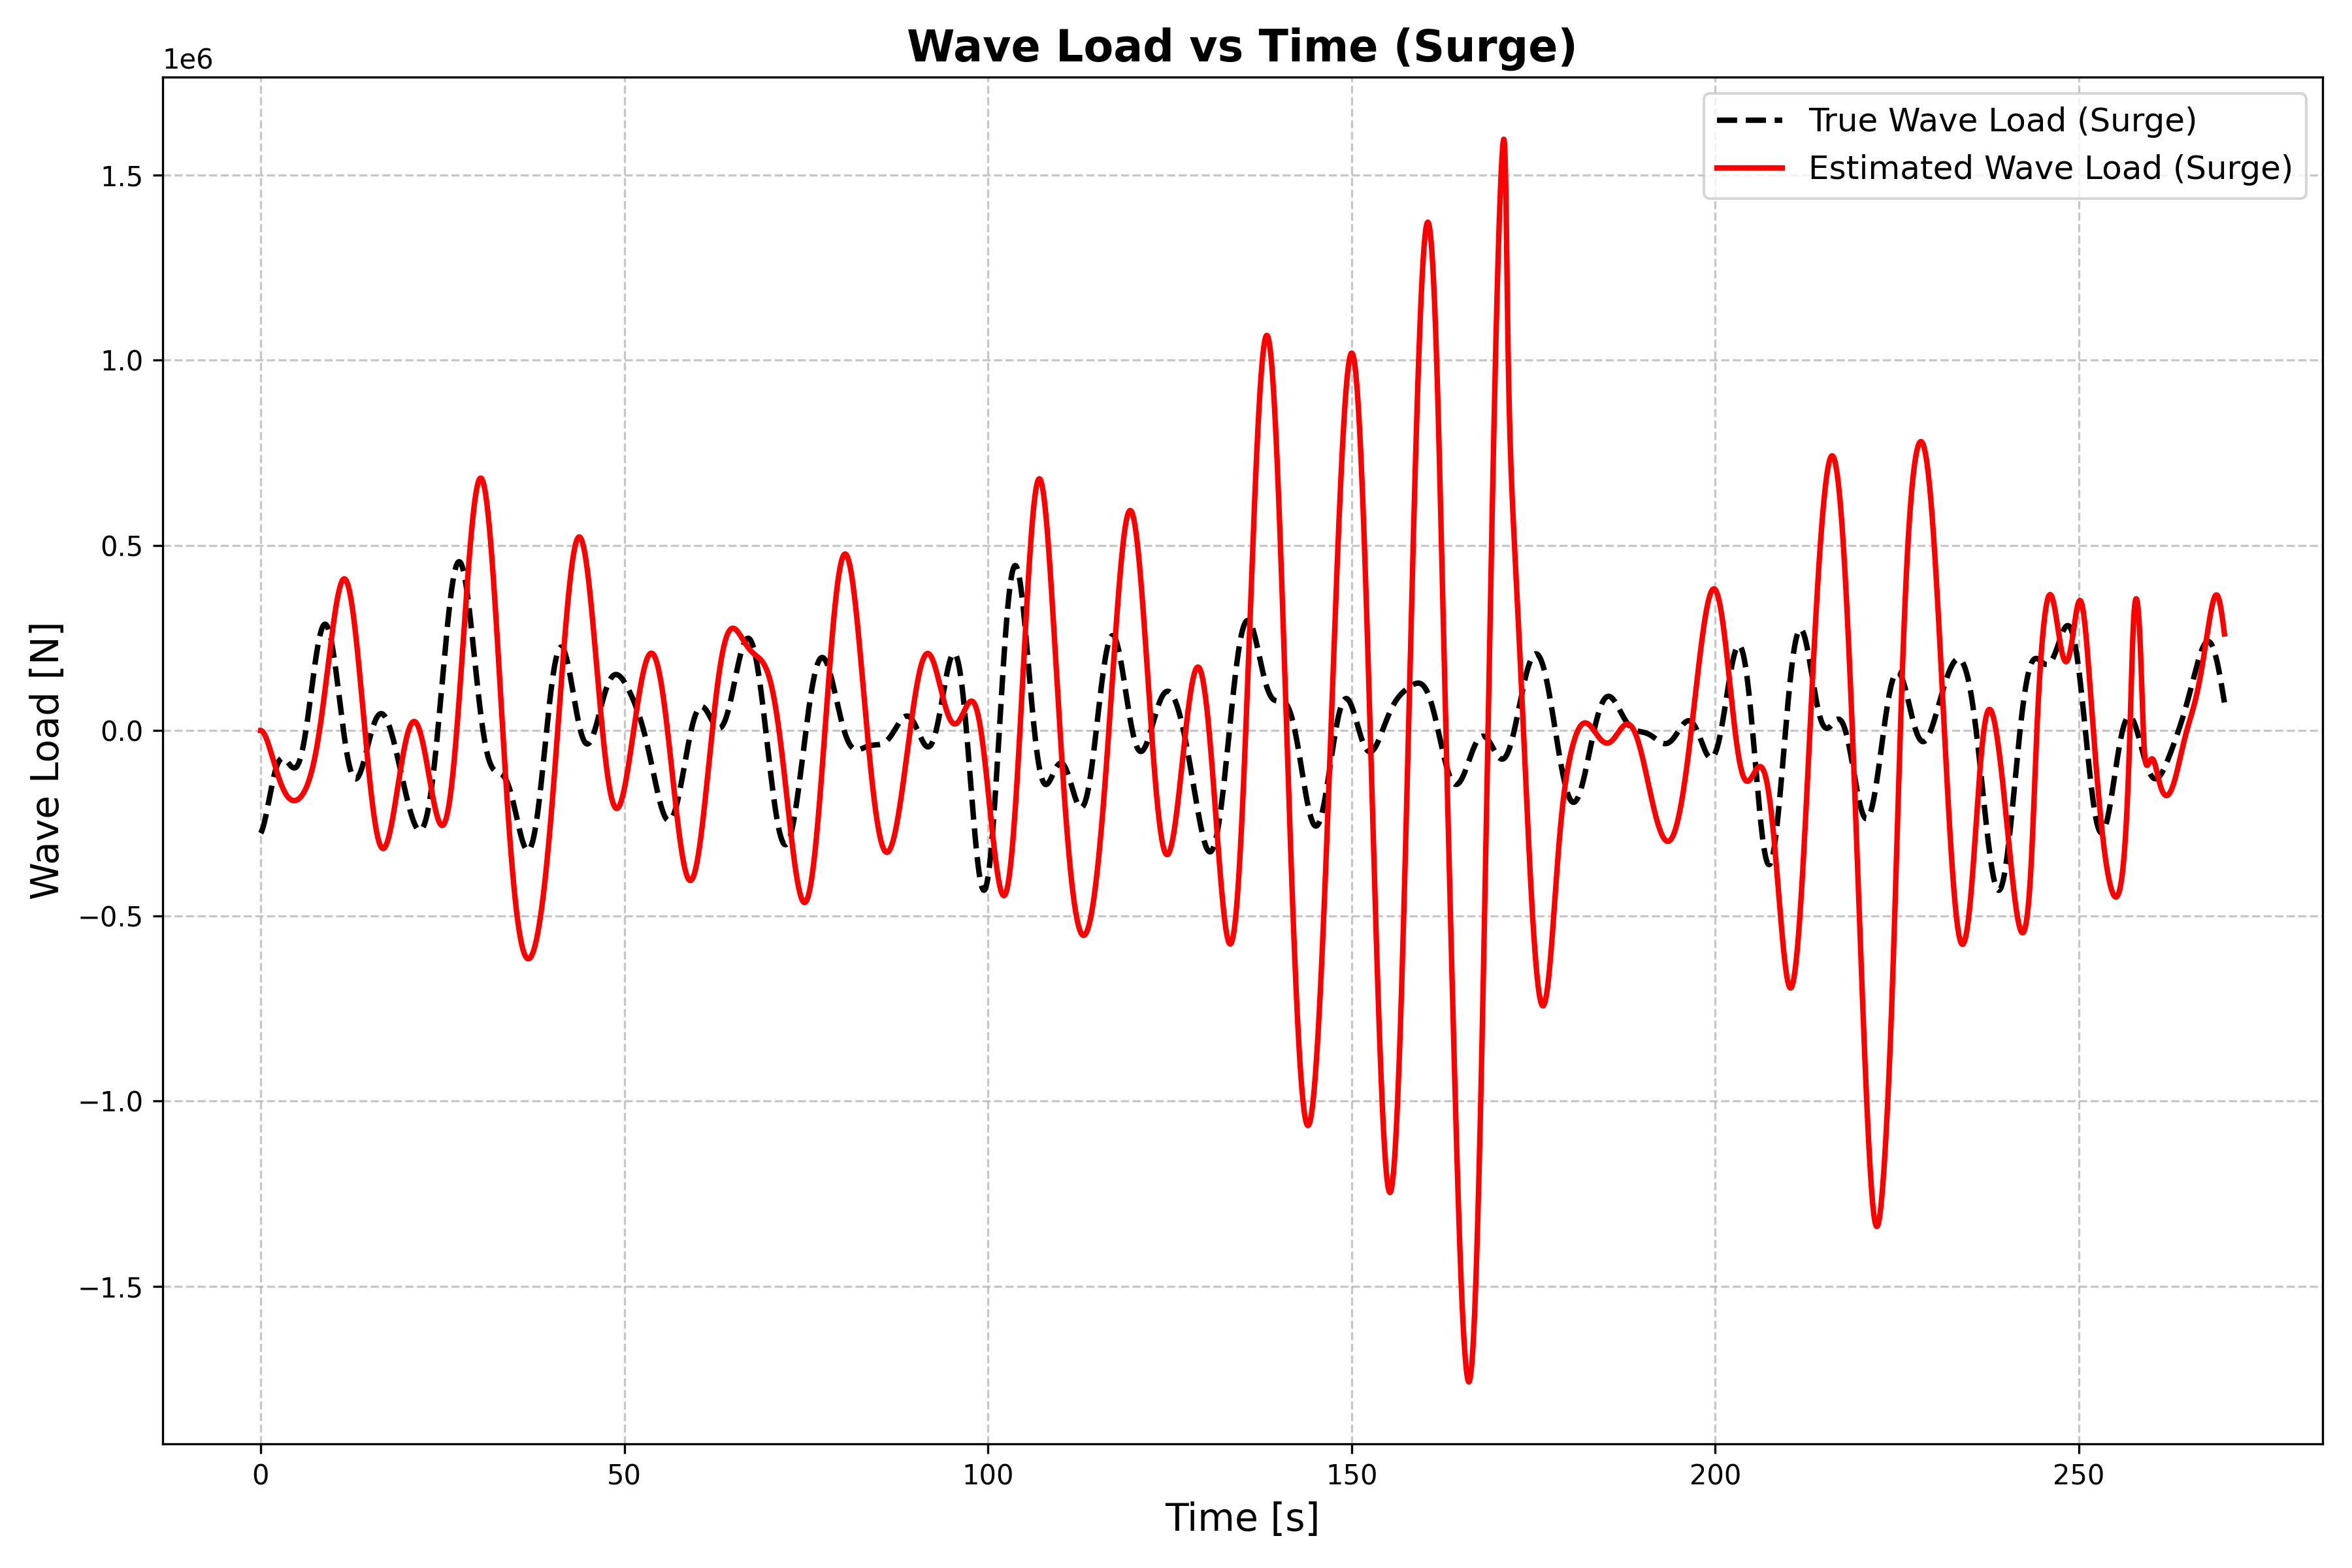 Wave Load vs Time (Surge)
1e6
True Wave Load (Surge)
Estimated Wave Load (Surge)
1.5
1.0
0.5
0.0
−0.5
−1.0
−1.5
Wave Load [N]
0 50 100 150 200 250
Time [s]